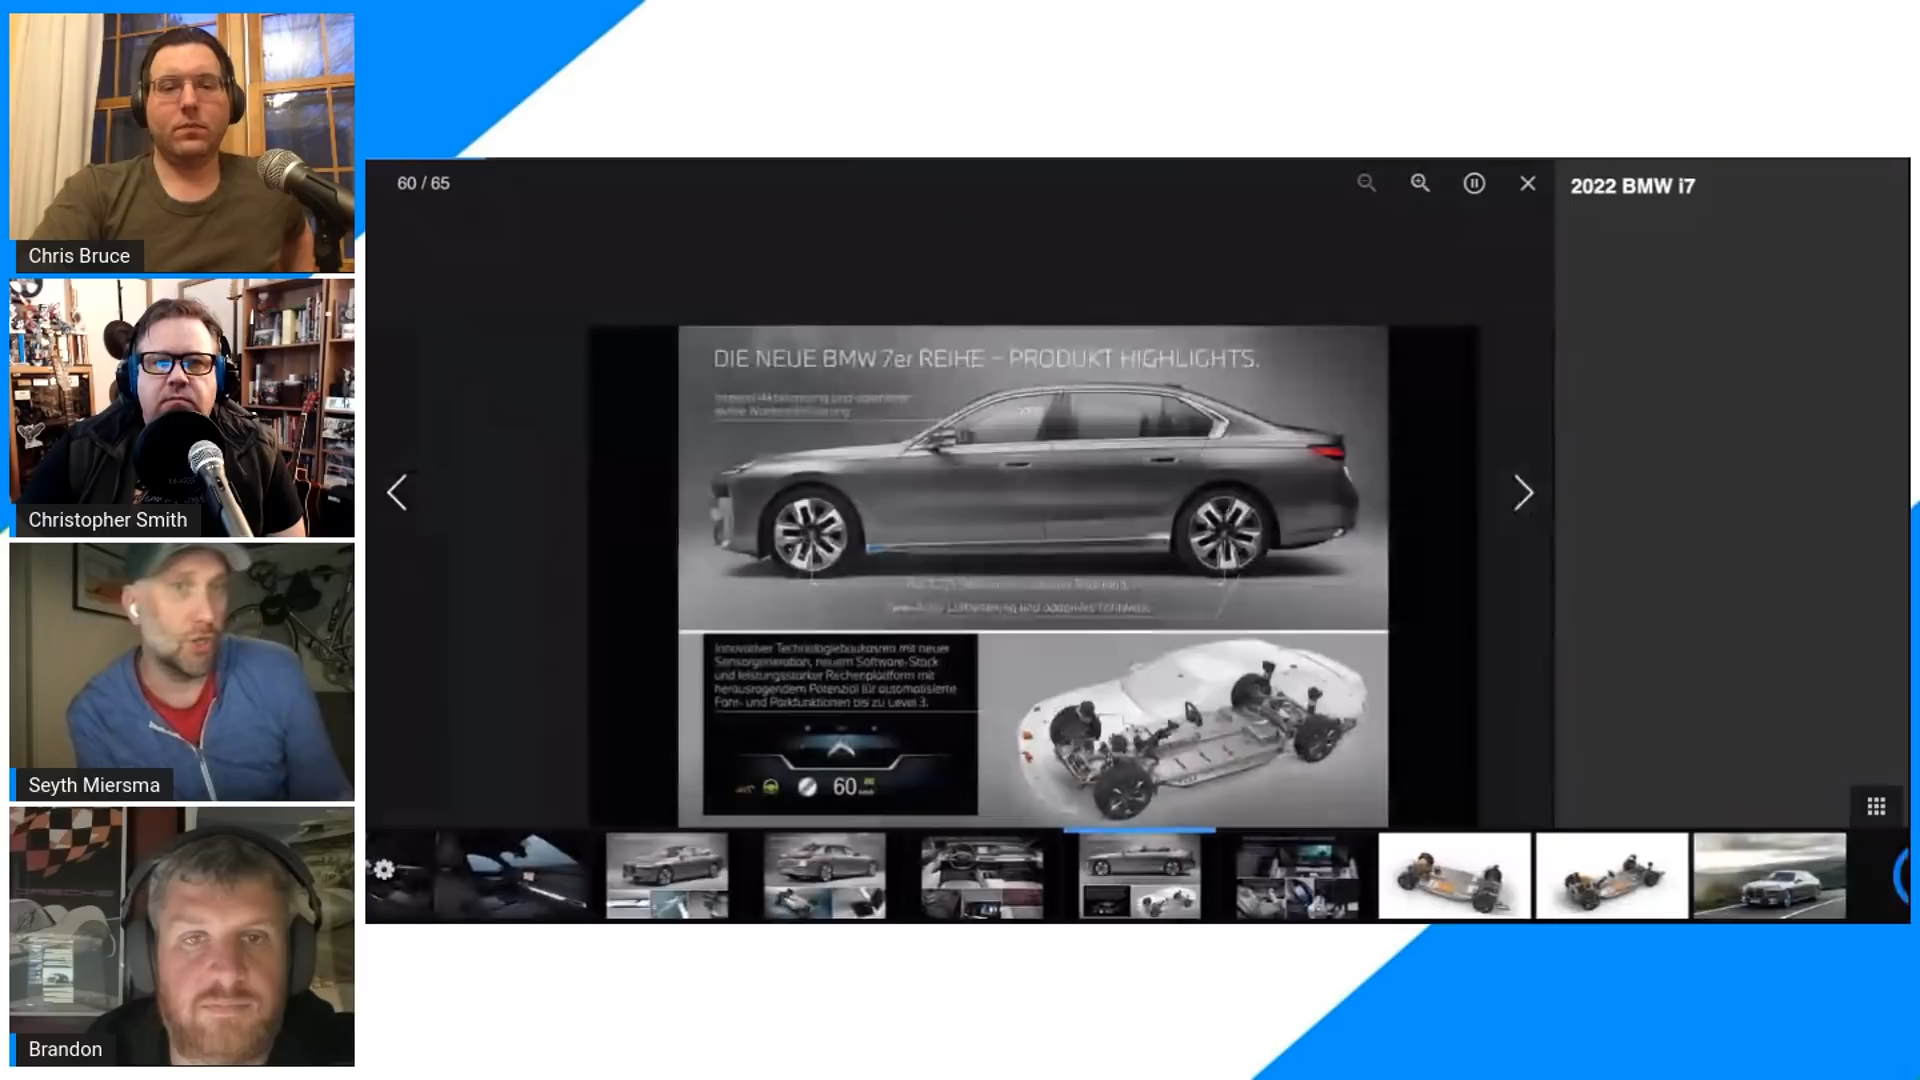 Chris Bruce
Christopher Smith
Seyth Miersma
Brandon
60 / 65
2022 BMW i7
DIE NEUE BMW 7er REIHE – PRODUKT HIGHLIGHTS.
Innovativer Technologiebaukasten mit neuer
Sensorgeneration, neuem Software-Stack
und leistungsstarker Rechenplattform mit
herausragendem Potenzial für automatisierte
Fahr- und Parkfunktionen bis zu Level 3.
60